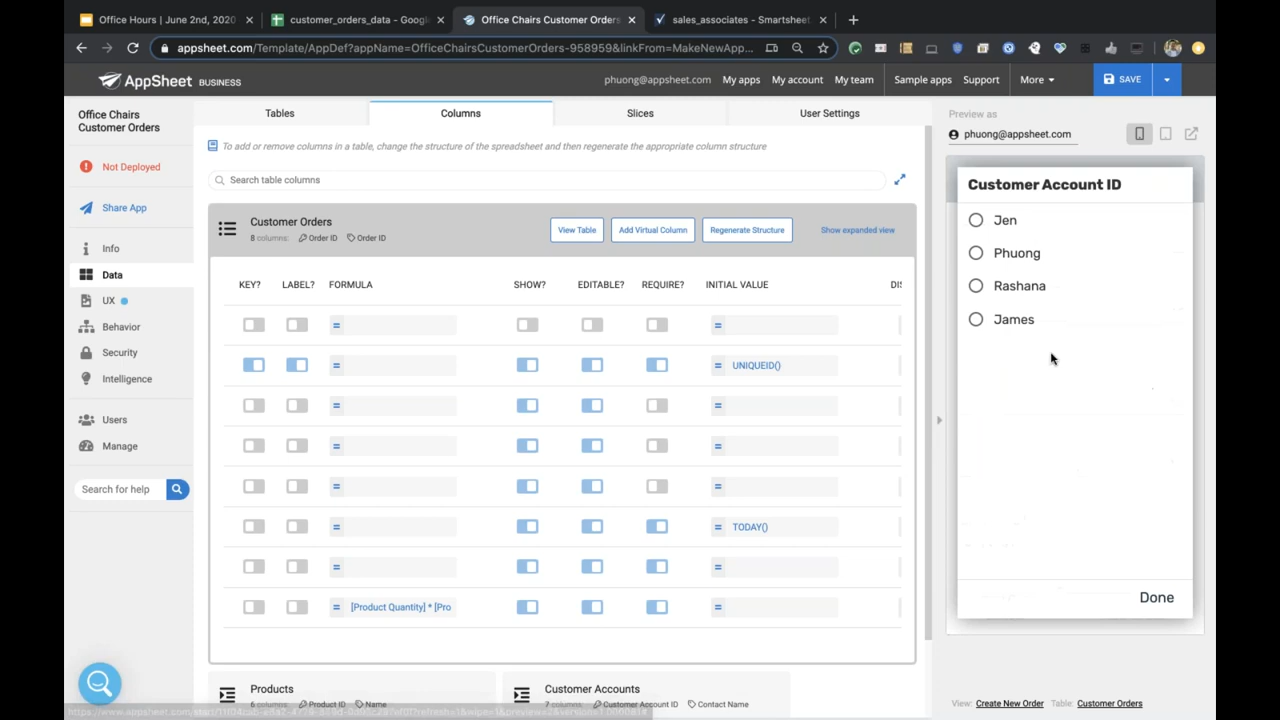 Office Hours | June 2nd, 2020
customer_orders_data - Google
Office Chairs Customer Orders
sales_associates - Smartsheet
appsheet.com/Template/AppDef?appName=OfficeChairsCustomerOrders-958959&linkFrom=MakeNewApp...
AppSheet BUSINESS
phuong@appsheet.com
My apps
My account
My team
Sample apps
Support
More
SAVE
Office Chairs
Customer Orders
Not Deployed
Share App
Info
Data
UX
Behavior
Security
Intelligence
Users
Manage
Search for help
Tables
Columns
Slices
User Settings
To add or remove columns in a table, change the structure of the spreadsheet and then regenerate the appropriate column structure
Search table columns
Customer Orders
8 columns: Order ID Order ID
View Table
Add Virtual Column
Regenerate Structure
Show expanded view
KEY? LABEL? FORMULA SHOW? EDITABLE? REQUIRE? INITIAL VALUE DIS
=
=
=
= UNIQUEID()
=
=
=
=
=
=
=
= TODAY()
=
=
= [Product Quantity] * [Pro
=
Products
6 columns: Product ID Name
Customer Accounts
7 columns: Customer Account ID Contact Name
Preview as
phuong@appsheet.com
Customer Account ID
Jen
Phuong
Rashana
James
Done
View: Create New Order Table: Customer Orders